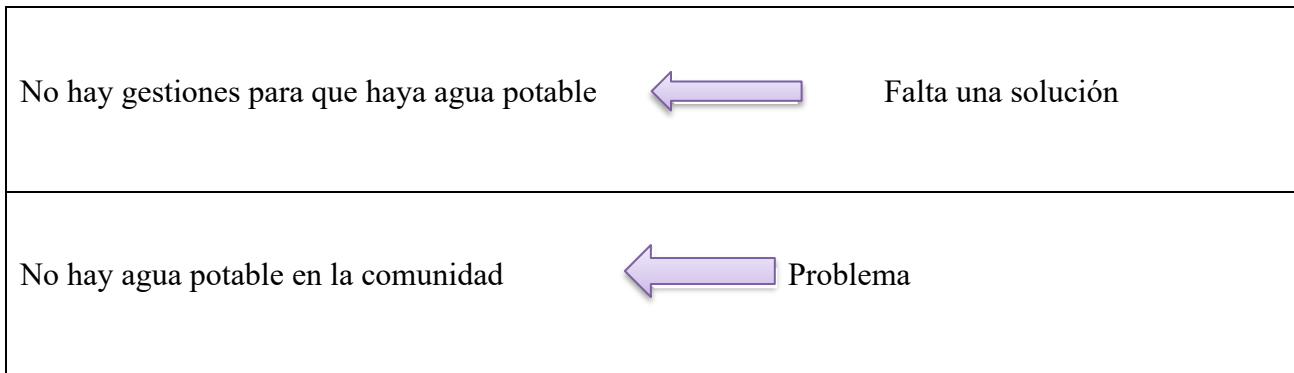 No hay gestiones para que haya agua potable Falta una solución
No hay agua potable en la comunidad Problema